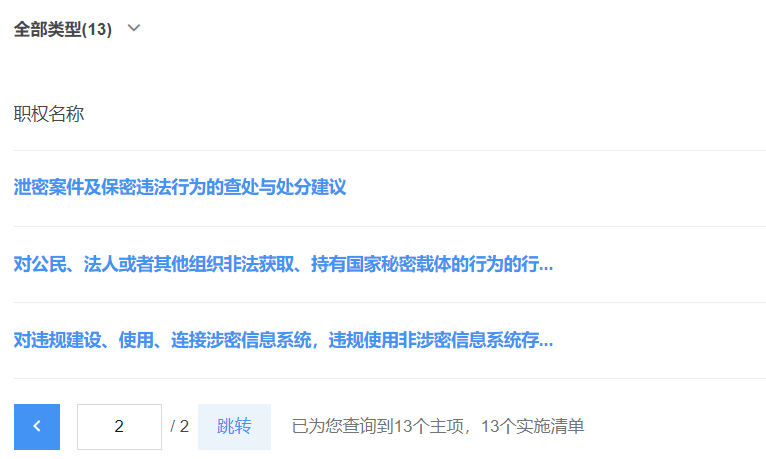 全部类型(13)
职权名称
泄密案件及保密违法行为的查处与处分建议
对公民、法人或者其他组织非法获取、持有国家秘密载体的行为的行...
对违规建设、使用、连接涉密信息系统，违规使用非涉密信息系统存...
2 / 2 跳转 已为您查询到13个主项，13个实施清单